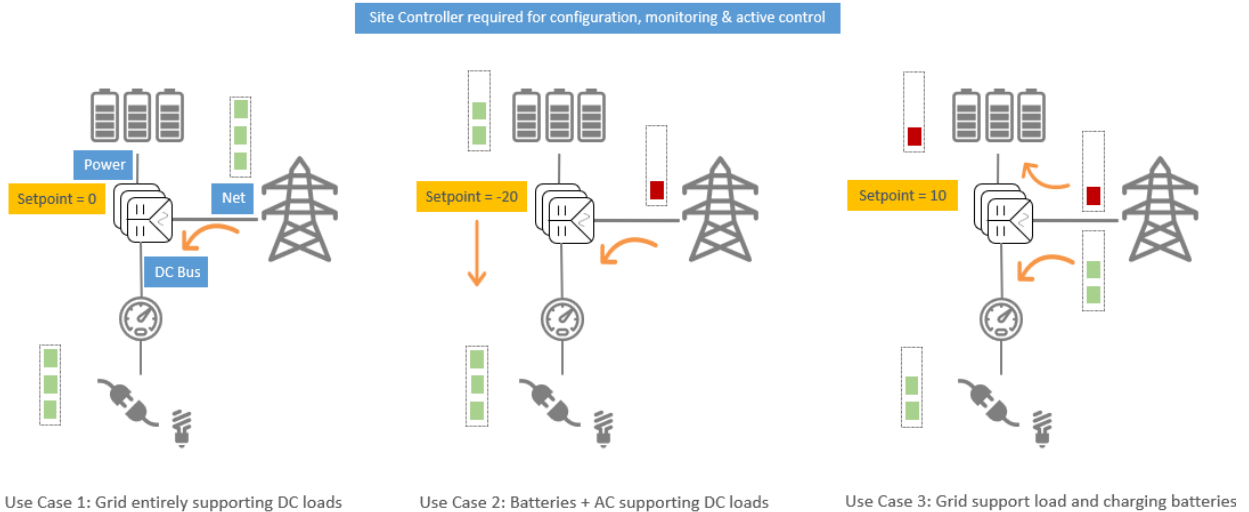 Site Controller required for configuration, monitoring & active control
Power
Setpoint = 0
Net
DC Bus
Setpoint = -20
Setpoint = 10
Use Case 1: Grid entirely supporting DC loads
Use Case 2: Batteries + AC supporting DC loads
Use Case 3: Grid support load and charging batteries